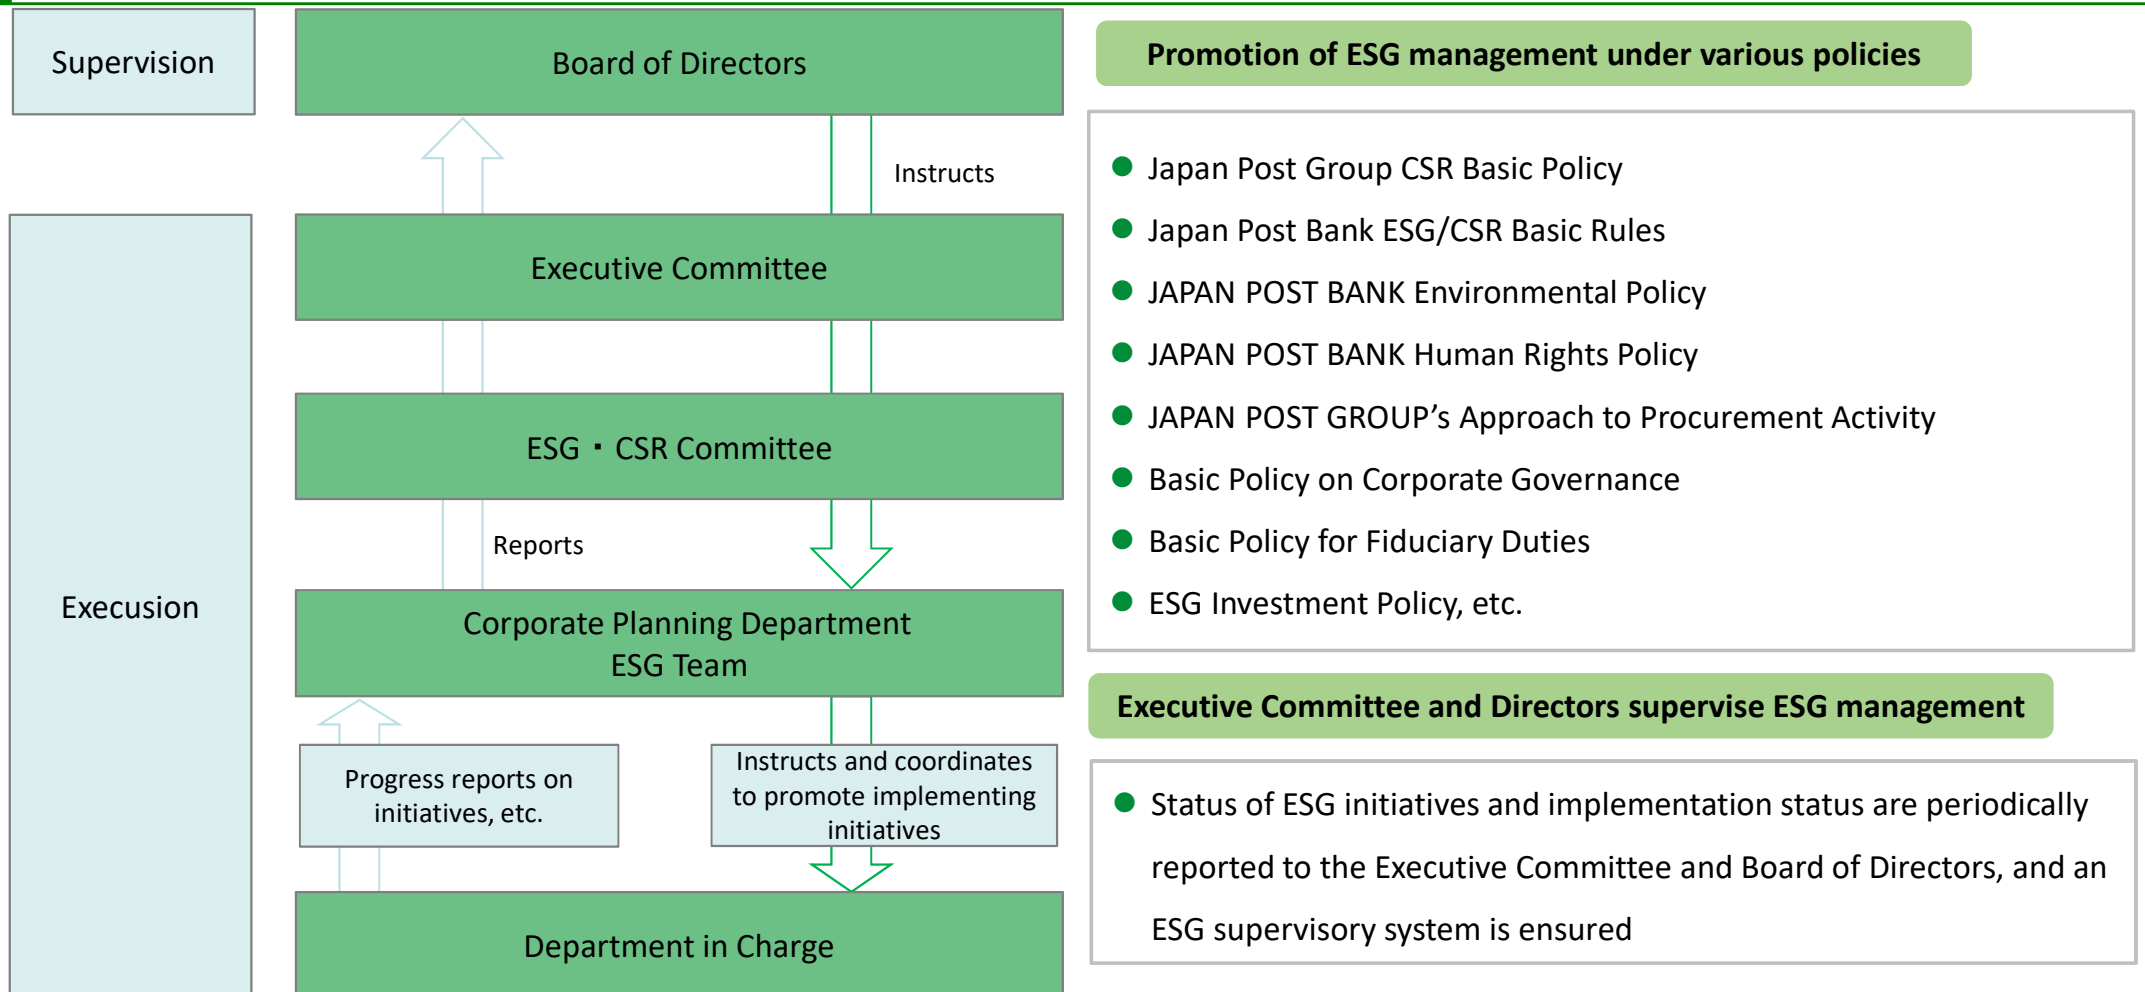 Supervision
Board of Directors
Instructs
Executive Committee
ESG・CSR Committee
Reports
Execusion
Corporate Planning Department
ESG Team
Progress reports on
initiatives, etc.
Instructs and coordinates
to promote implementing
initiatives
Department in Charge
Promotion of ESG management under various policies
● Japan Post Group CSR Basic Policy
● Japan Post Bank ESG/CSR Basic Rules
● JAPAN POST BANK Environmental Policy
● JAPAN POST BANK Human Rights Policy
● JAPAN POST GROUP’s Approach to Procurement Activity
● Basic Policy on Corporate Governance
● Basic Policy for Fiduciary Duties
● ESG Investment Policy, etc.
Executive Committee and Directors supervise ESG management
● Status of ESG initiatives and implementation status are periodically
reported to the Executive Committee and Board of Directors, and an
ESG supervisory system is ensured